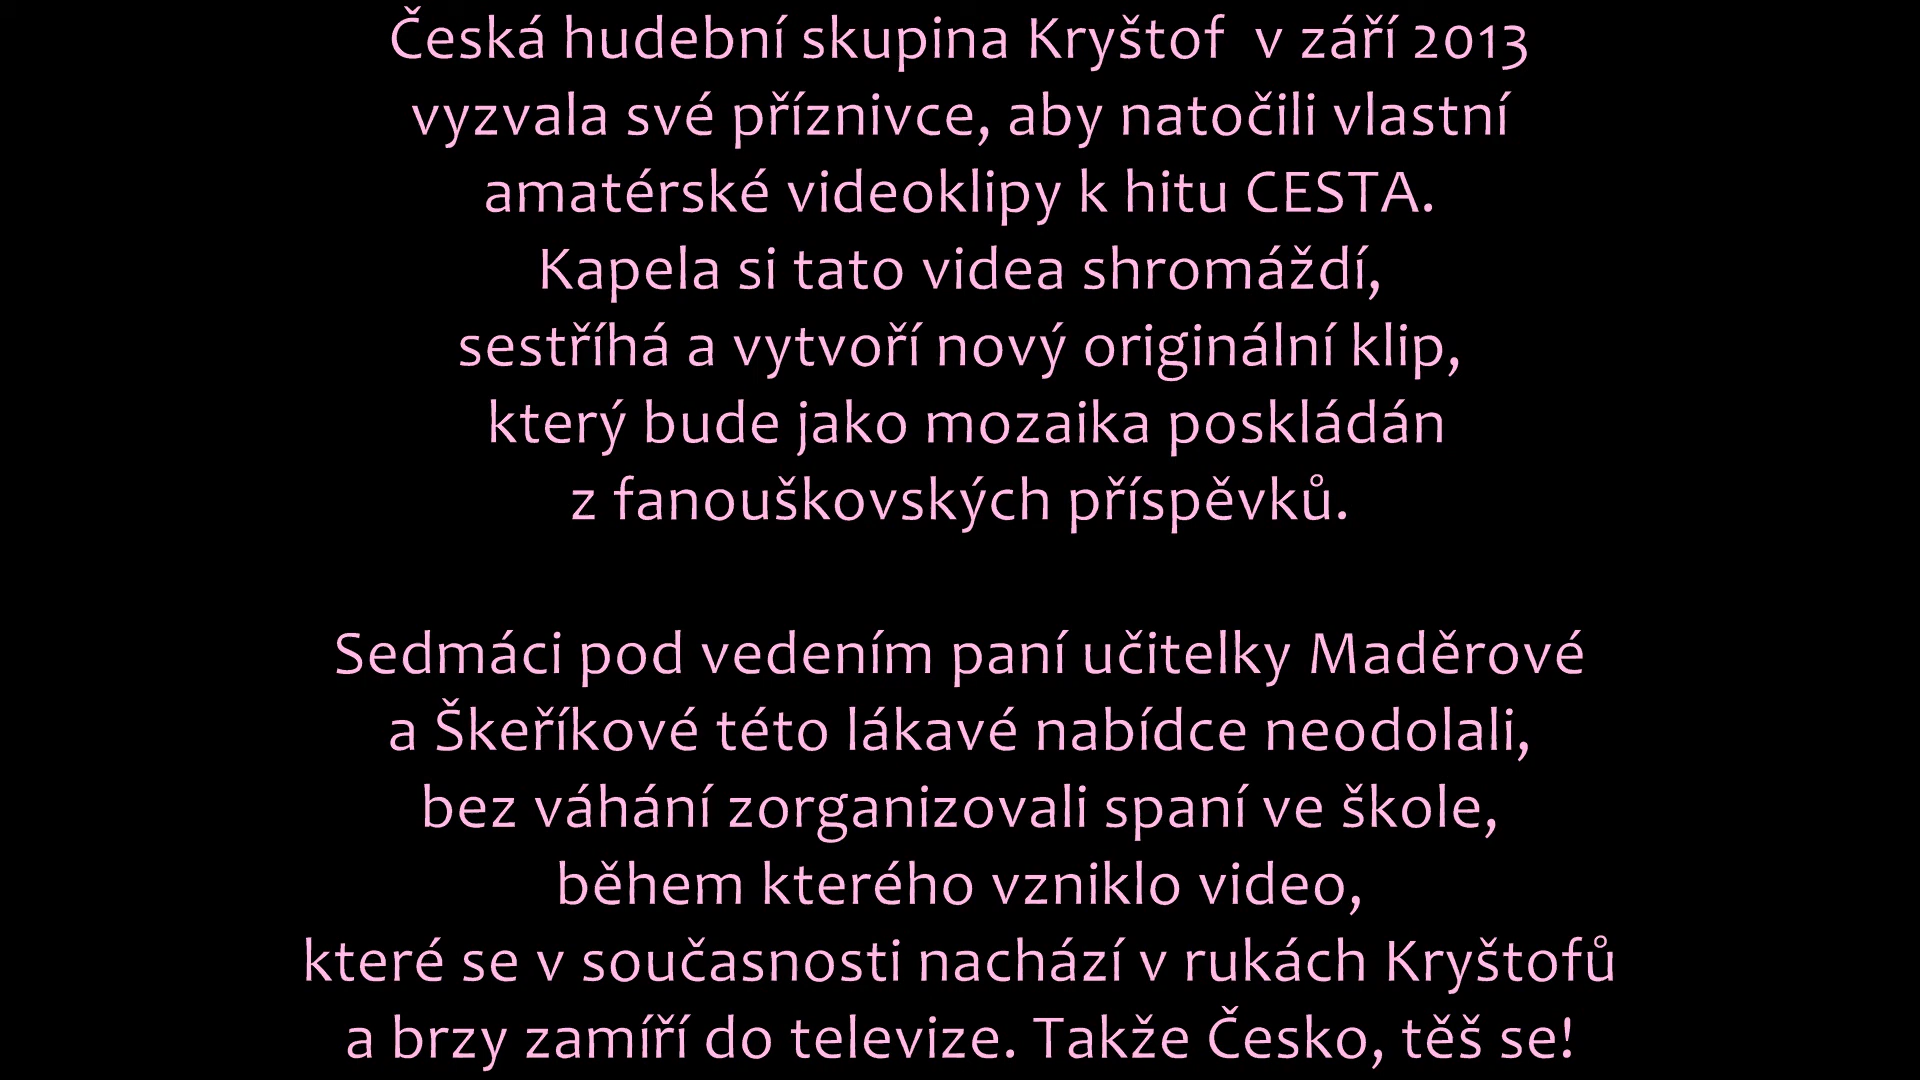 Česká hudební skupina Kryštof  v září 2013
vyzvala své příznivce, aby natočili vlastní
amatérské videoklipy k hitu CESTA.
Kapela si tato videa shromáždí,
sestříhá a vytvoří nový originální klip,
který bude jako mozaika poskládán
z fanouškovských příspěvků.
Sedmáci pod vedením paní učitelky Maděrové
a Škeříkové této lákavé nabídce neodolali,
bez váhání zorganizovali spaní ve škole,
během kterého vzniklo video,
které se v současnosti nachází v rukách Kryštofů
a brzy zamíří do televize. Takže Česko, těš se!